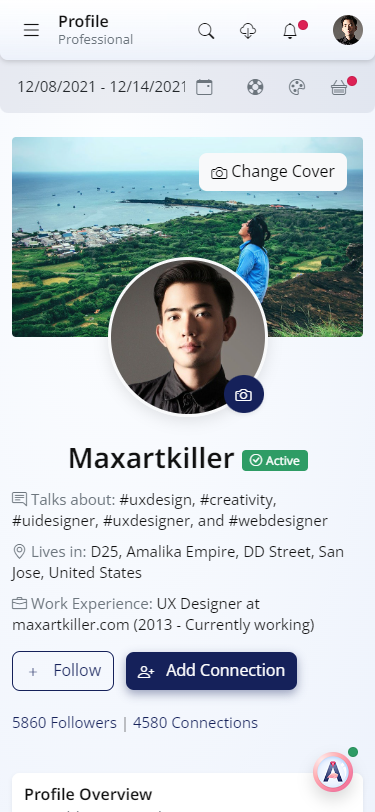 Profile
Professional
12/08/2021 - 12/14/2021
Change Cover
Maxartkiller Active
Talks about: #uxdesign, #creativity,
#uidesigner, #uxdesigner, and #webdesigner
Lives in: D25, Amalika Empire, DD Street, San
Jose, United States
Work Experience: UX Designer at
maxartkiller.com (2013 - Currently working)
+ Follow
Add Connection
5860 Followers | 4580 Connections
Profile Overview